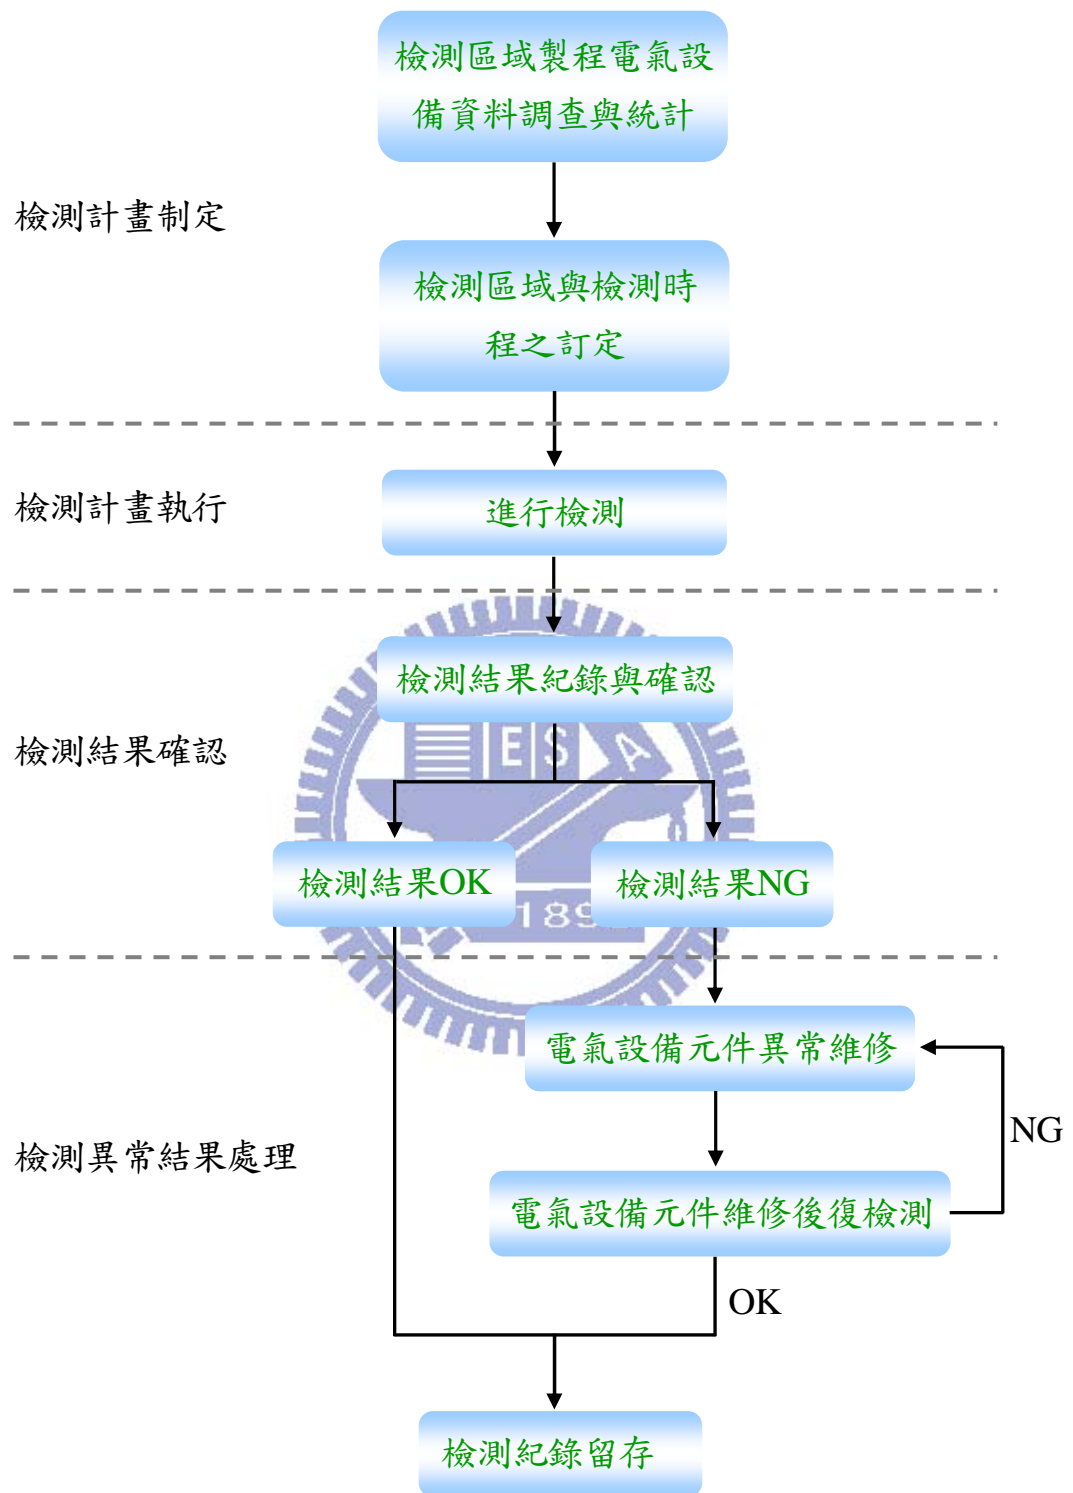 檢測區域製程電氣設
備資料調查與統計
檢測計畫制定
檢測區域與檢測時
程之訂定
檢測計畫執行
進行檢測
檢測結果紀錄與確認
E S A
檢測結果確認
檢測結果OK
檢測結果NG
189
電氣設備元件異常維修
NG
檢測異常結果處理
電氣設備元件維修後復檢測
OK
檢測紀錄留存